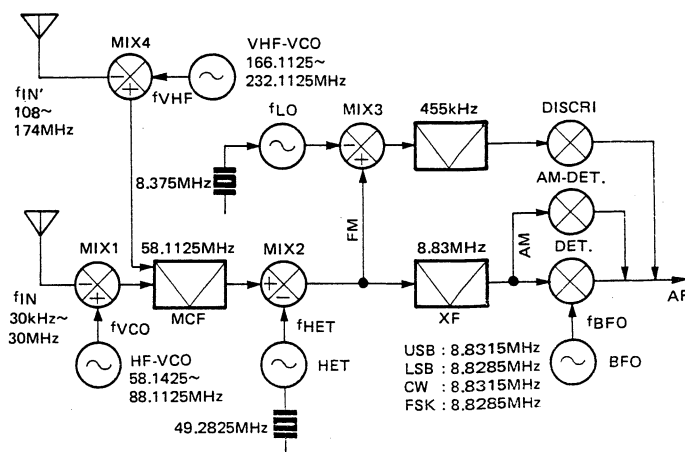 MIX4
VHF-VCO
166.1125~
232.1125MHz
fVHF
fIN'
108~
174MHz
fLO
MIX3
455kHz
DISCRI
8.375MHz
AM-DET.
FM
AM
MIX1
58.1125MHz
MIX2
8.83MHz
DET.
fIN
30kHz~
30MHz
fVCO
MCF
fHET
XF
fBFO
AF
HF-VCO
58.1425~
88.1125MHz
HET
49.2825MHz
USB : 8.8315MHz
LSB : 8.8285MHz
CW : 8.8315MHz
FSK : 8.8285MHz
BFO